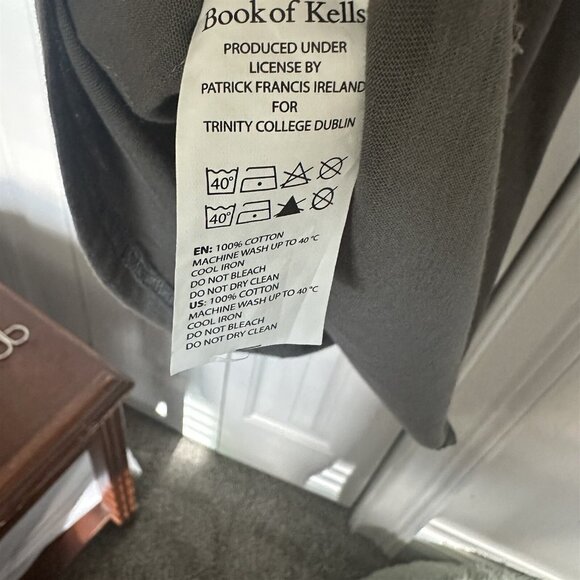 Book of Kells
PRODUCED UNDER
LICENSE BY
PATRICK FRANCIS IRELAND
FOR
TRINITY COLLEGE DUBLIN
40°
40°
EN: 100% COTTON
MACHINE WASH UP TO 40 °C
COOL IRON
DO NOT BLEACH
DO NOT DRY CLEAN
US: 100% COTTON
MACHINE WASH UP TO 40 °C
COOL IRON
DO NOT BLEACH
DO NOT DRY CLEAN